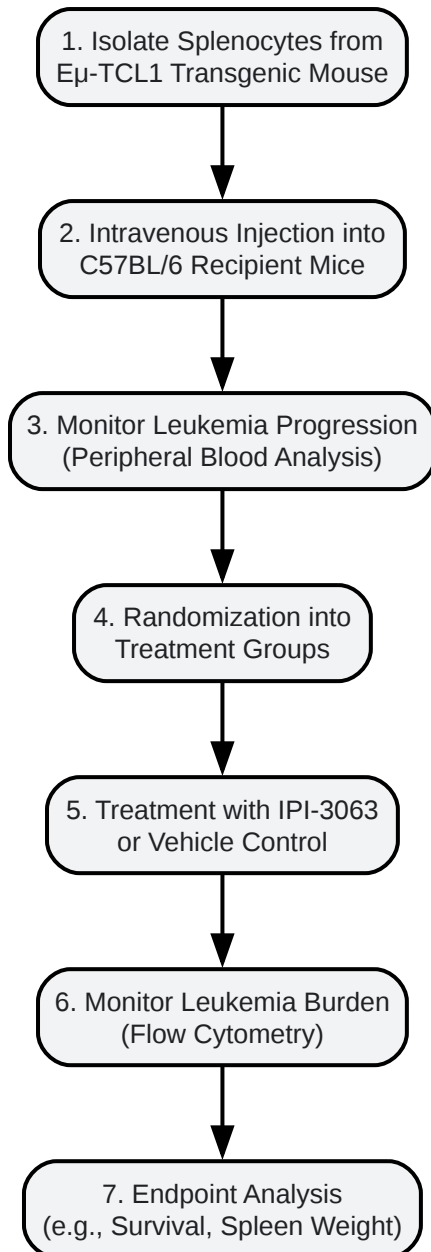 1. Isolate Splenocytes from
Eμ-TCL1 Transgenic Mouse
2. Intravenous Injection into
C57BL/6 Recipient Mice
3. Monitor Leukemia Progression
(Peripheral Blood Analysis)
4. Randomization into
Treatment Groups
5. Treatment with IPI-3063
or Vehicle Control
6. Monitor Leukemia Burden
(Flow Cytometry)
7. Endpoint Analysis
(e.g., Survival, Spleen Weight)